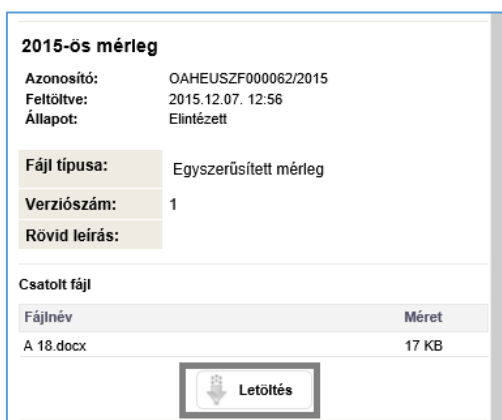 2015-ös mérleg
Azonosító: OAHEUSZF000062/2015
Feltöltve: 2015.12.07. 12:56
Állapot: Elintézett
Fájl típusa: Egyszerűsített mérleg
Verziószám: 1
Rövid leírás:
Csatolt fájl
Fájlnév Méret
A 18.docx 17 KB
Letöltés